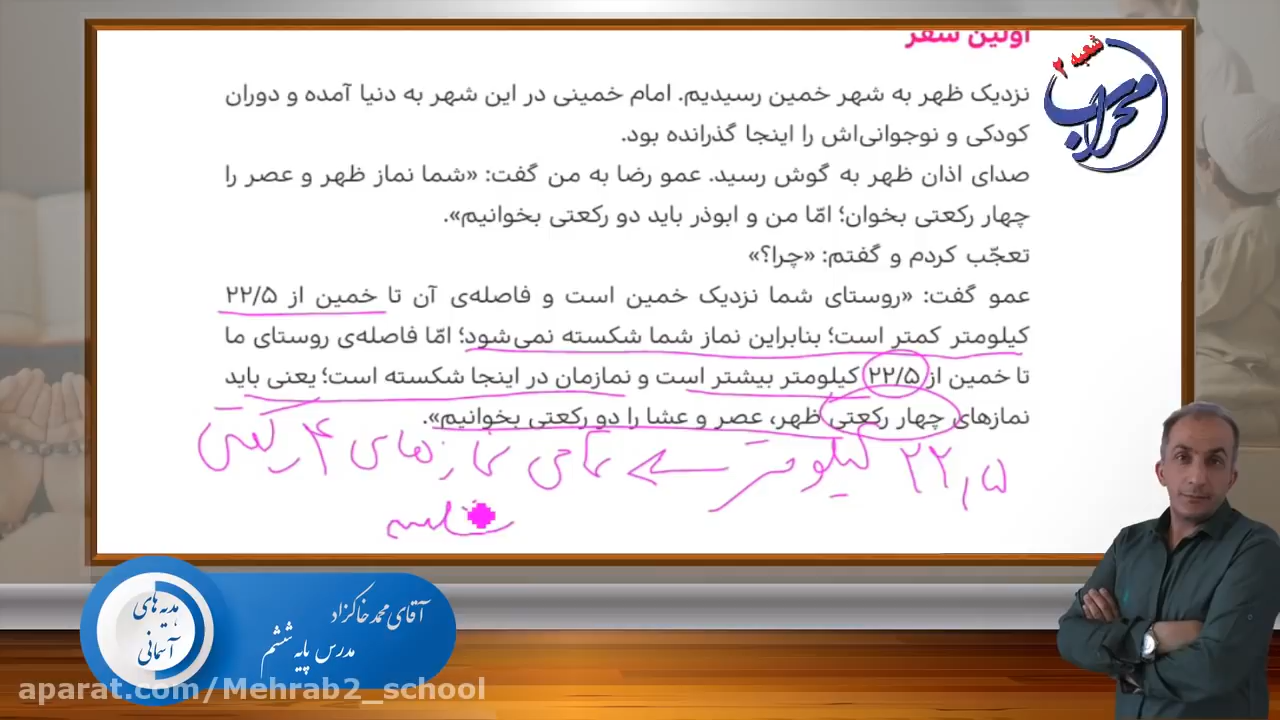 اولین سفر
شعبه ۲
محراب
نزدیک ظهر به شهر خمین رسیدیم. امام خمینی در این شهر به دنیا آمده و دوران
کودکی و نوجوانی‌اش را اینجا گذرانده بود.
صدای اذان ظهر به گوش رسید. عمو رضا به من گفت: «شما نماز ظهر و عصر را
چهار رکعتی بخوان؛ امّا من و ابوذر باید دو رکعتی بخوانیم».
تعجّب کردم و گفتم: «چرا؟»
عمو گفت: «روستای شما نزدیک خمین است و فاصله‌ی آن تا خمین از ۲۲/۵
کیلومتر کمتر است؛ بنابراین نماز شما شکسته نمی‌شود؛ امّا فاصله‌ی روستای ما
تا خمین از ۲۲/۵ کیلومتر بیشتر است و نمازمان در اینجا شکسته است؛ یعنی باید
نمازهای چهار رکعتی ظهر، عصر و عشا را دو رکعتی بخوانیم».
۲۲,۵ کیلومتر تمامی نمازهای ۴ رکعتی
هدیه های
آسمانی
آقای محمد خاکزاد
مدرس پایه ششم
aparat.com/Mehrab2_school